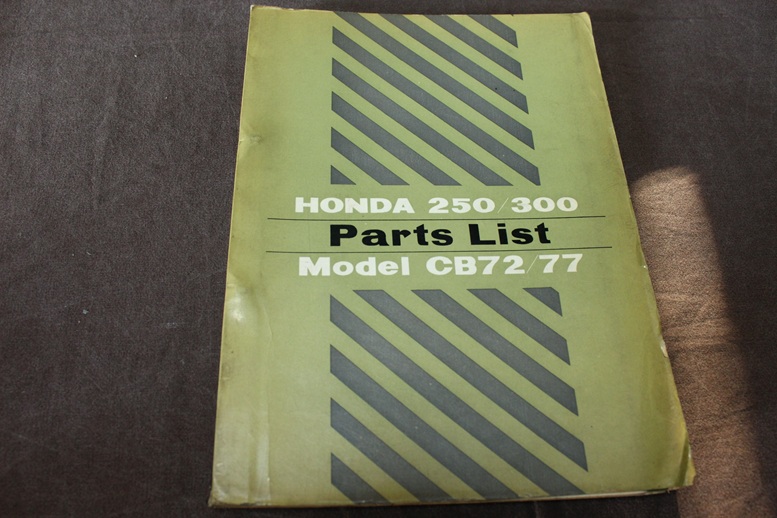 HONDA 250/300
Parts List
Model CB72/77